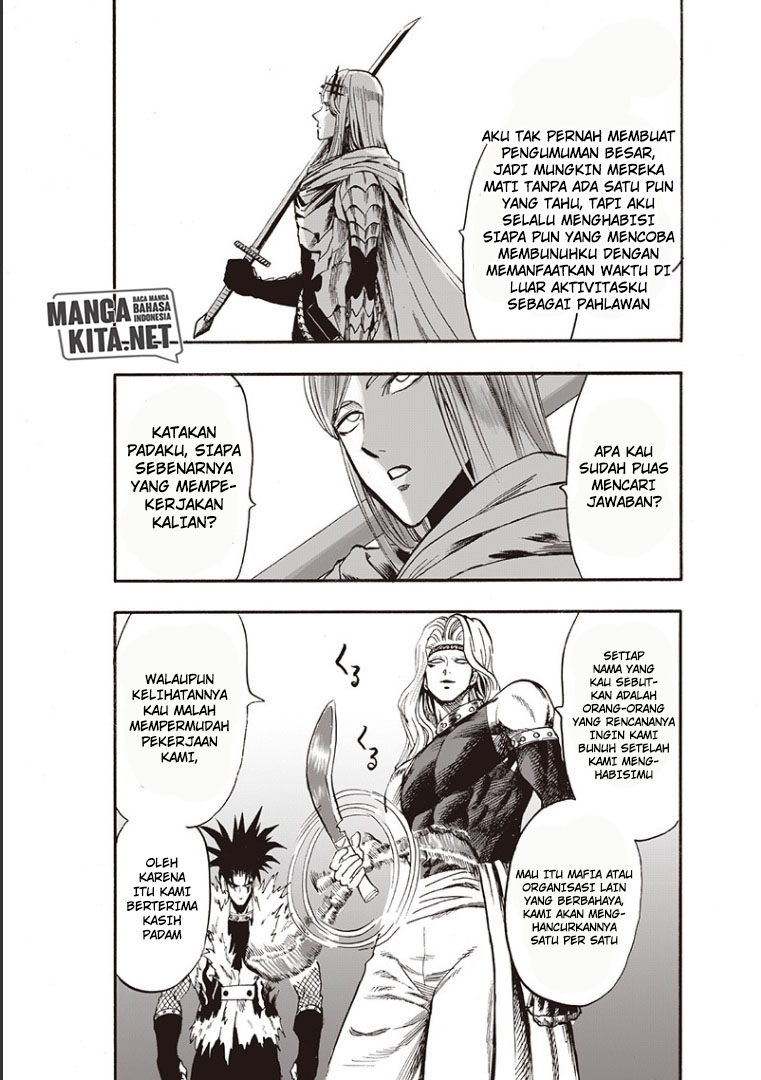 AKU TAK PERNAH MEMBUAT
PENGUMUMAN BESAR,
JADI MUNGKIN MEREKA
MATI TANPA ADA SATU PUN
YANG TAHU, TAPI AKU
SELALU MENGHABISI
SIAPA PUN YANG MENCOBA
MEMBUNUHKU DENGAN
MEMANFAATKAN WAKTU DI
LUAR AKTIVITASKU
SEBAGAI PAHLAWAN
MANGA
KITA.NET
BACA MANGA
BAHASA
INDONESIA
APA KAU
SUDAH PUAS
MENCARI
JAWABAN?
KATAKAN
PADAKU, SIAPA
SEBENARNYA
YANG MEMPE-
KERJAKAN
KALIAN?
SETIAP
NAMA YANG
KAU SEBUT-
KAN ADALAH
ORANG-ORANG
YANG RENCANANYA
INGIN KAMI
BUNUH SETELAH
KAMI MENG-
HABISIMU
MAU ITU MAFIA ATAU
ORGANISASI LAIN
YANG BERBAHAYA,
KAMI AKAN MENG-
HANCURKANNYA
SATU PER SATU
くる
くる
WALAUPUN
KELIHATANNYA
KAU MALAH
MEMPERMUDAH
PEKERJAAN
KAMI,
OLEH
KARENA
ITU KAMI
BERTERIMA
KASIH
PADAM